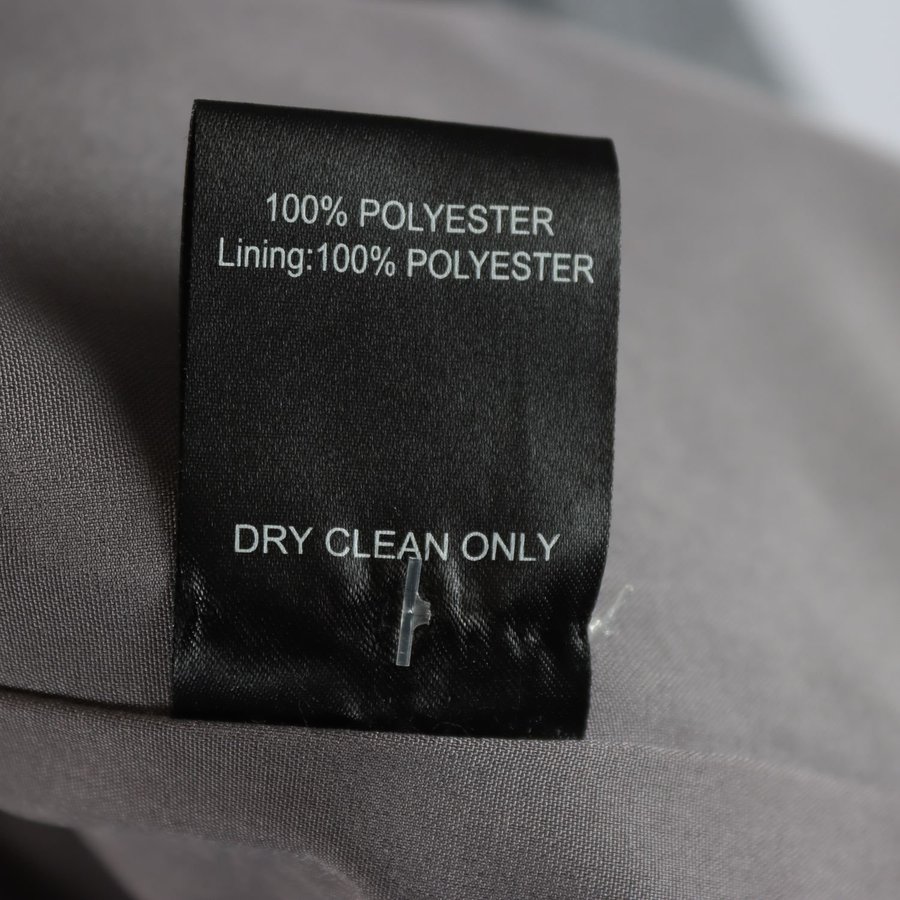 100% POLYESTER
Lining:100% POLYESTER
DRY CLEAN ONLY